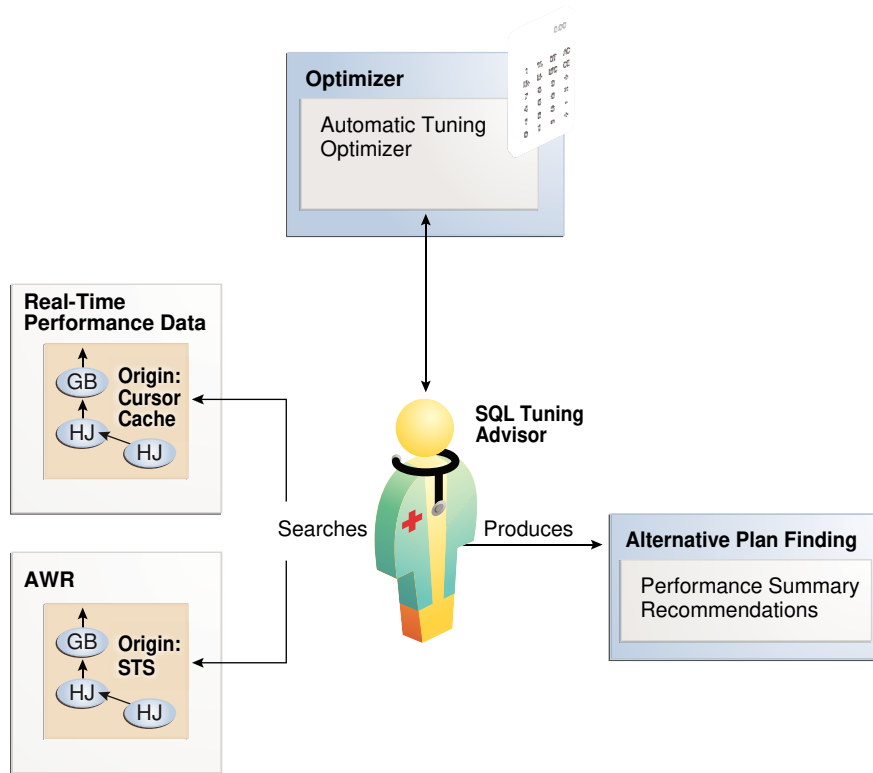 Optimizer
Automatic Tuning
Optimizer
Real-Time
Performance Data
GB
HJ
HJ
Origin:
Cursor
Cache
SQL Tuning
Advisor
Searches
Produces
Alternative Plan Finding
Performance Summary
Recommendations
AWR
GB
HJ
HJ
Origin:
STS